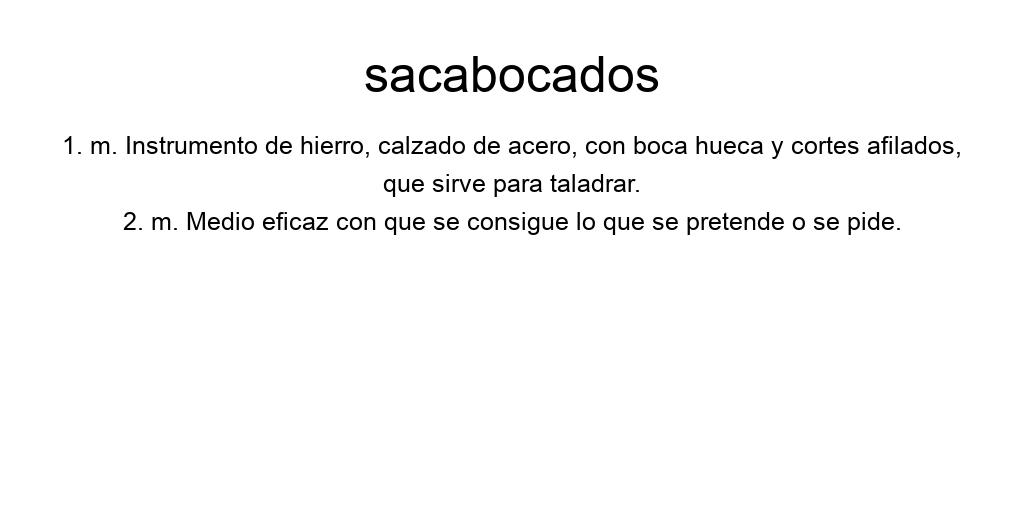 sacabocados
1. m. Instrumento de hierro, calzado de acero, con boca hueca y cortes afilados,
que sirve para taladrar.
2. m. Medio eficaz con que se consigue lo que se pretende o se pide.